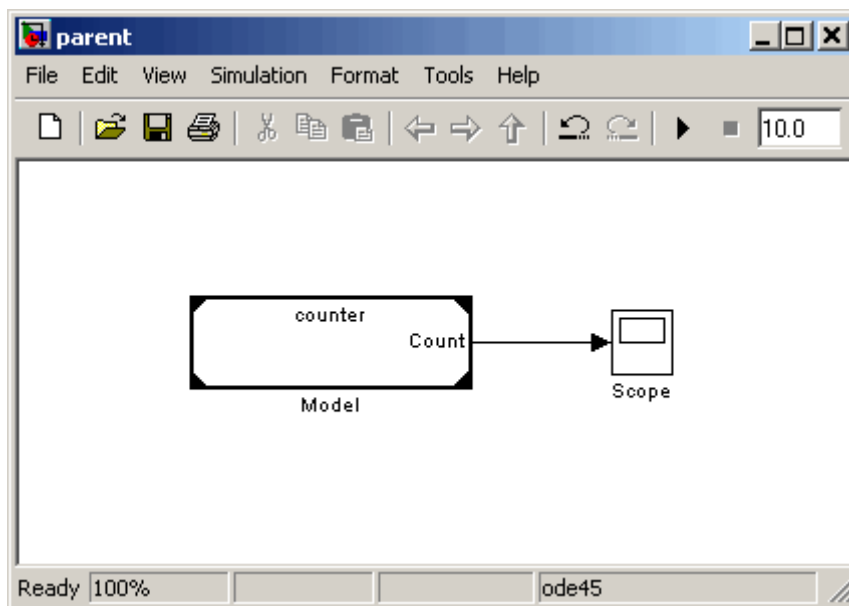 parent
File Edit View Simulation Format Tools Help
10.0
counter
Count
Model
Scope
Ready 100% ode45